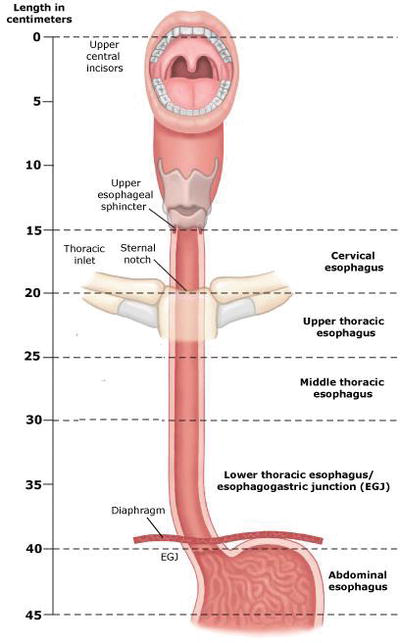 Length in
centimeters
0
Upper
central
incisors
5
10
Upper
esophageal
sphincter
15
Thoracic
inlet
Sternal
notch
Cervical
esophagus
20
Upper thoracic
esophagus
25
Middle thoracic
esophagus
30
Lower thoracic esophagus/
esophagogastric junction (EGJ)
35
Diaphragm
40
EGJ
Abdominal
esophagus
45